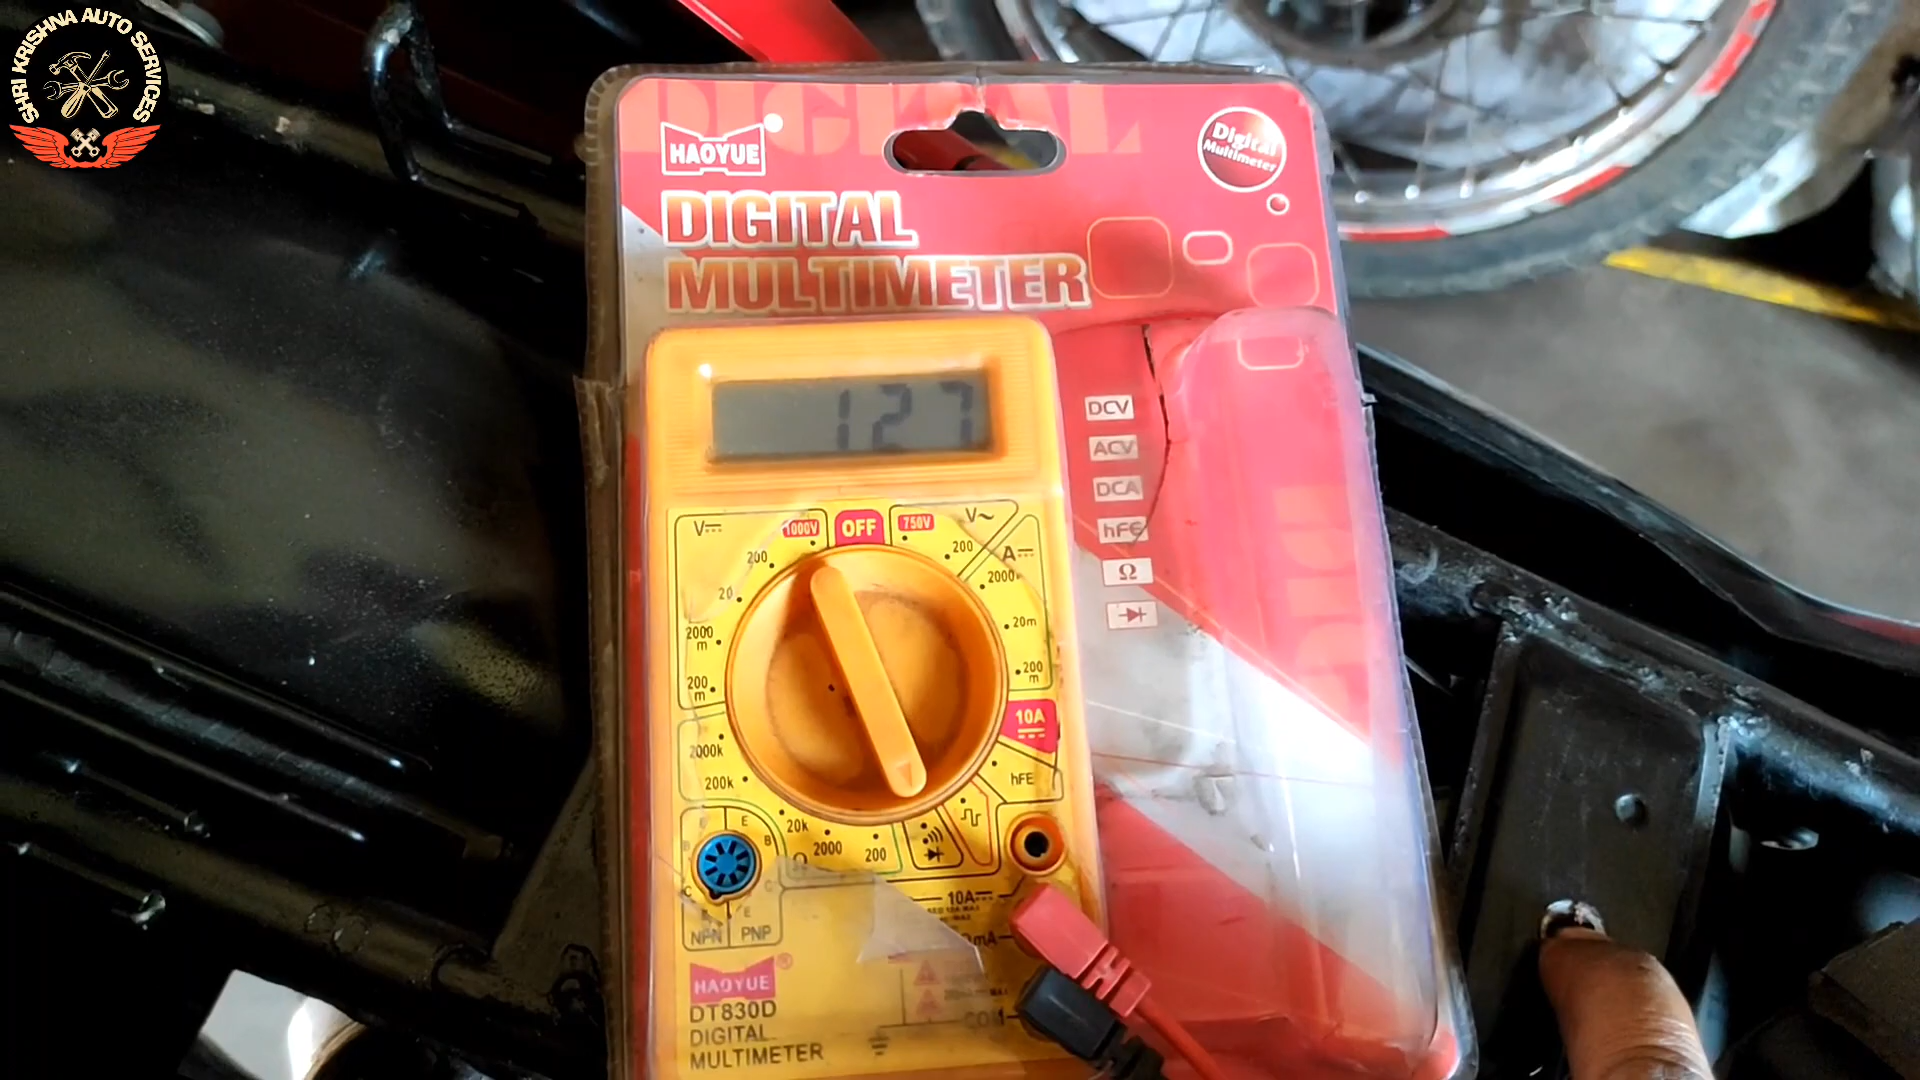 SHRI KRISHNA AUTO SERVICES
DIGITAL
HAOYUE
Digital
Multimeter
DIGITAL
MULTIMETER
127
DCV
ACV
DCA
hFE
Ω
V
1000V
OFF
750V
V~
200
200
A
20
2000
20m
2000
m
200
m
200
m
10A
2000k
200k
hFE
20k
2000
200
Ω
E
B
B
C
C
E
NPN
PNP
10A
mA
COM
HAOYUE ®
DT830D
DIGITAL
MULTIMETER